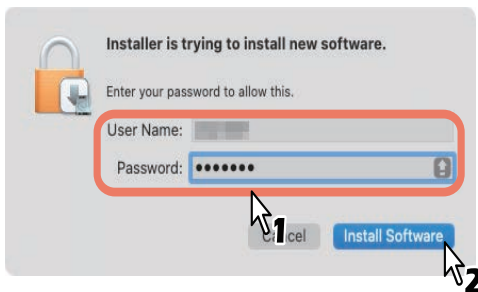 Installer is trying to install new software.
Enter your password to allow this.
User Name:
Password: •••••••
1
Cancel Install Software
2